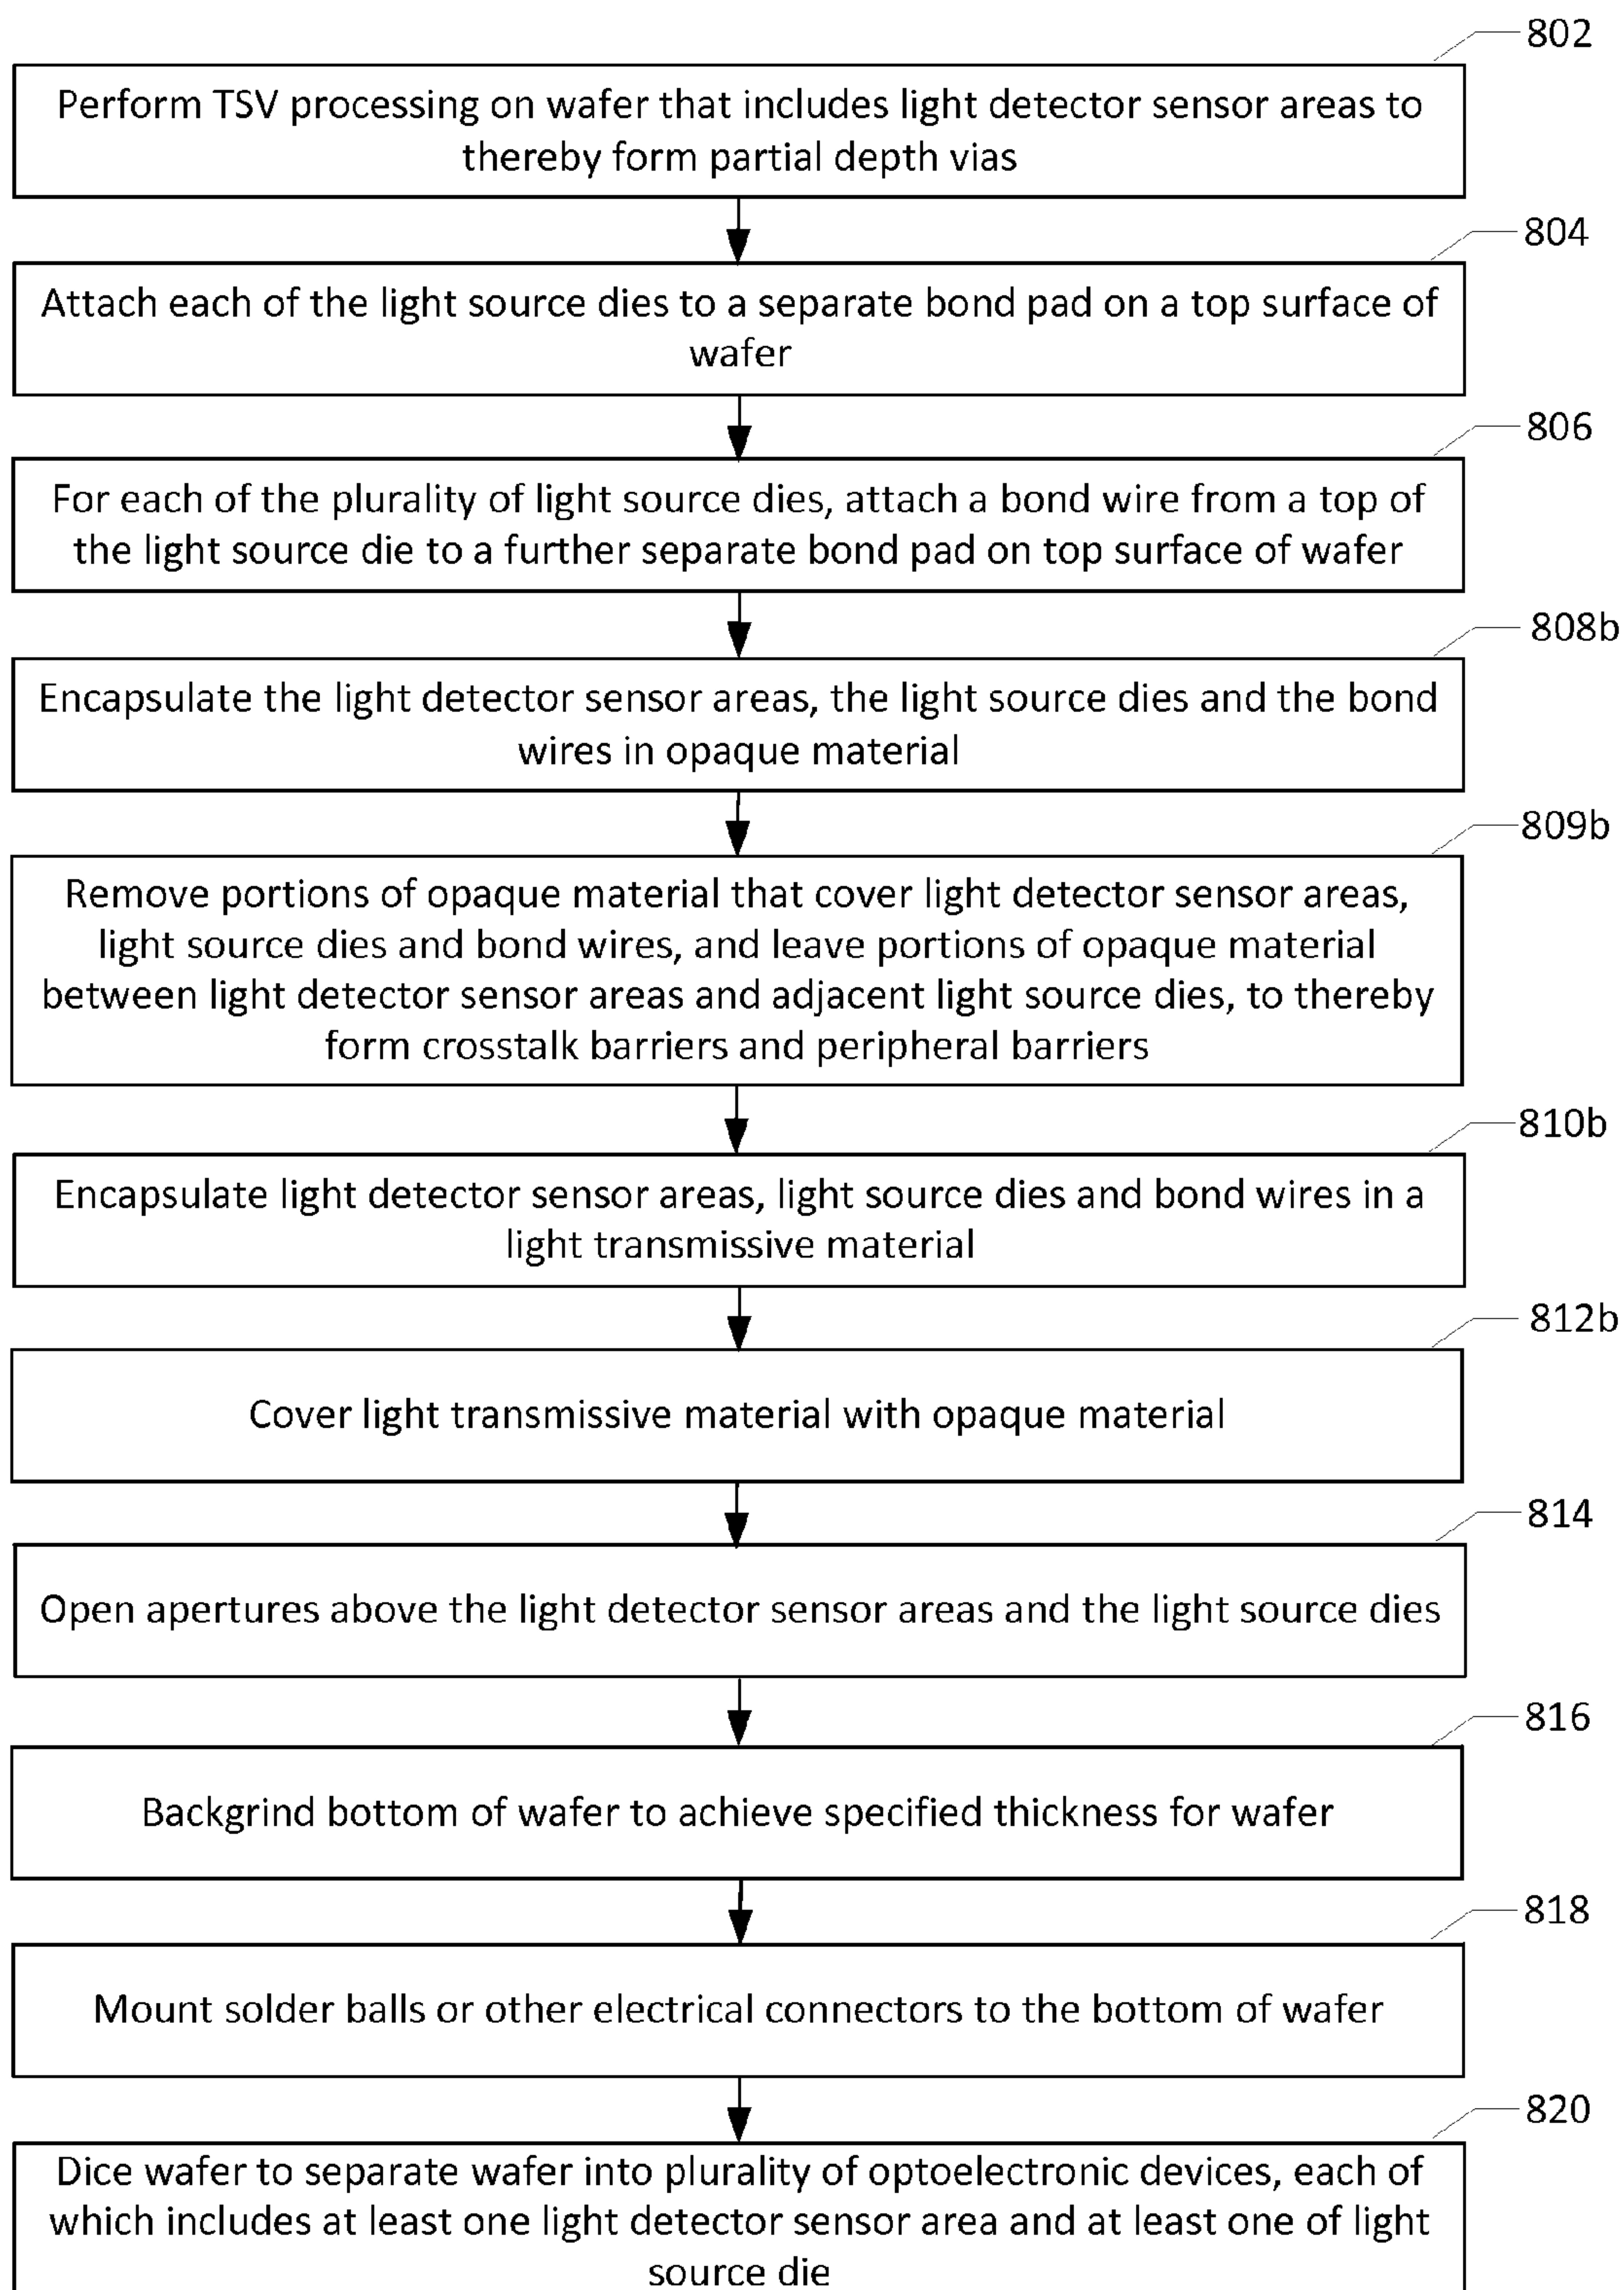 802
Perform TSV processing on wafer that includes light detector sensor areas to
thereby form partial depth vias
804
Attach each of the light source dies to a separate bond pad on a top surface of
wafer
806
For each of the plurality of light source dies, attach a bond wire from a top of
the light source die to a further separate bond pad on top surface of wafer
808b
Encapsulate the light detector sensor areas, the light source dies and the bond
wires in opaque material
809b
Remove portions of opaque material that cover light detector sensor areas,
light source dies and bond wires, and leave portions of opaque material
between light detector sensor areas and adjacent light source dies, to thereby
form crosstalk barriers and peripheral barriers
810b
Encapsulate light detector sensor areas, light source dies and bond wires in a
light transmissive material
812b
Cover light transmissive material with opaque material
814
Open apertures above the light detector sensor areas and the light source dies
816
Backgrind bottom of wafer to achieve specified thickness for wafer
818
Mount solder balls or other electrical connectors to the bottom of wafer
820
Dice wafer to separate wafer into plurality of optoelectronic devices, each of
which includes at least one light detector sensor area and at least one of light
source die